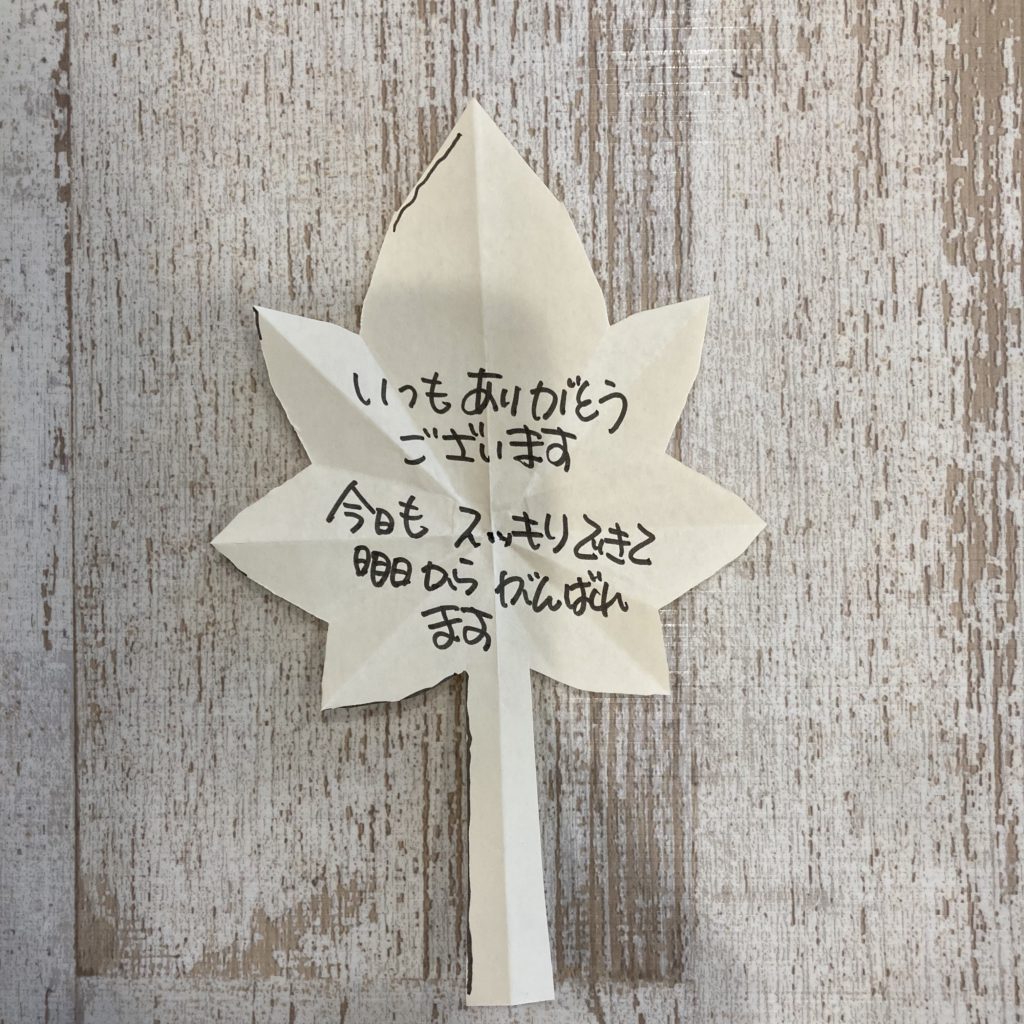 いつもありがとう
ございます
今日も スッキリできて
明日から がんばれ
ます